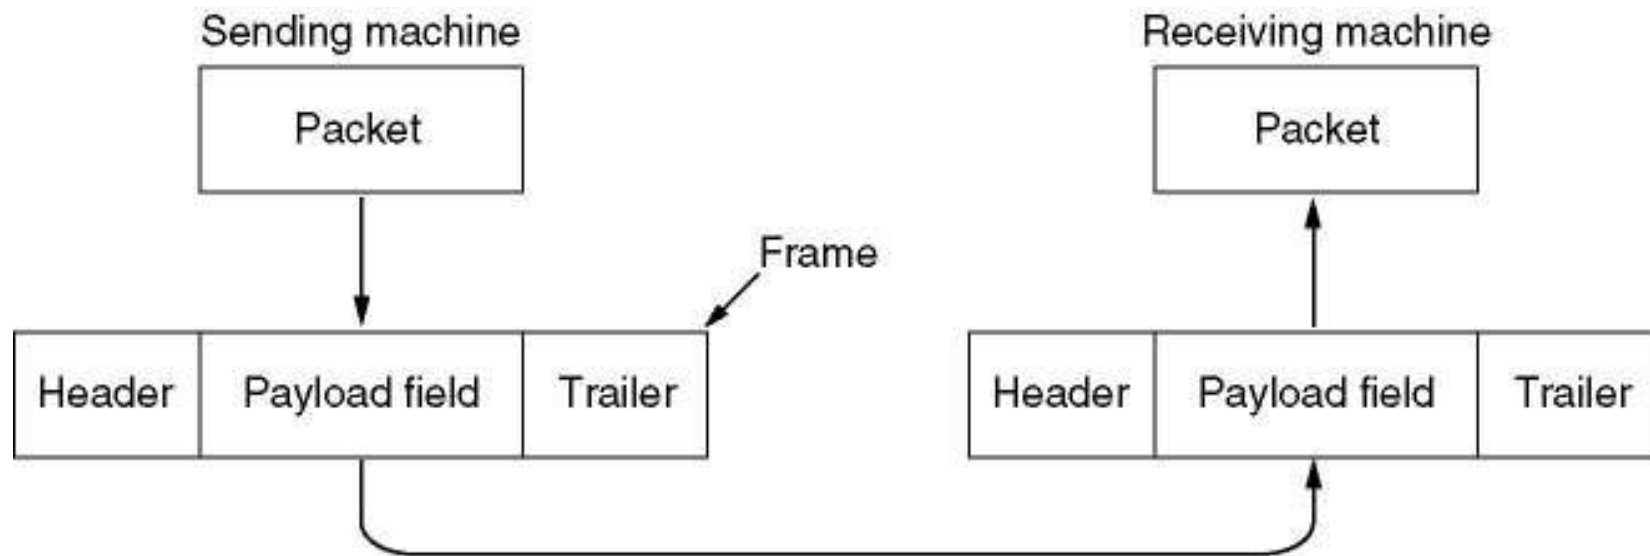 Sending machine
Receiving machine
Packet
Packet
Frame
Header
Payload field
Trailer
Header
Payload field
Trailer